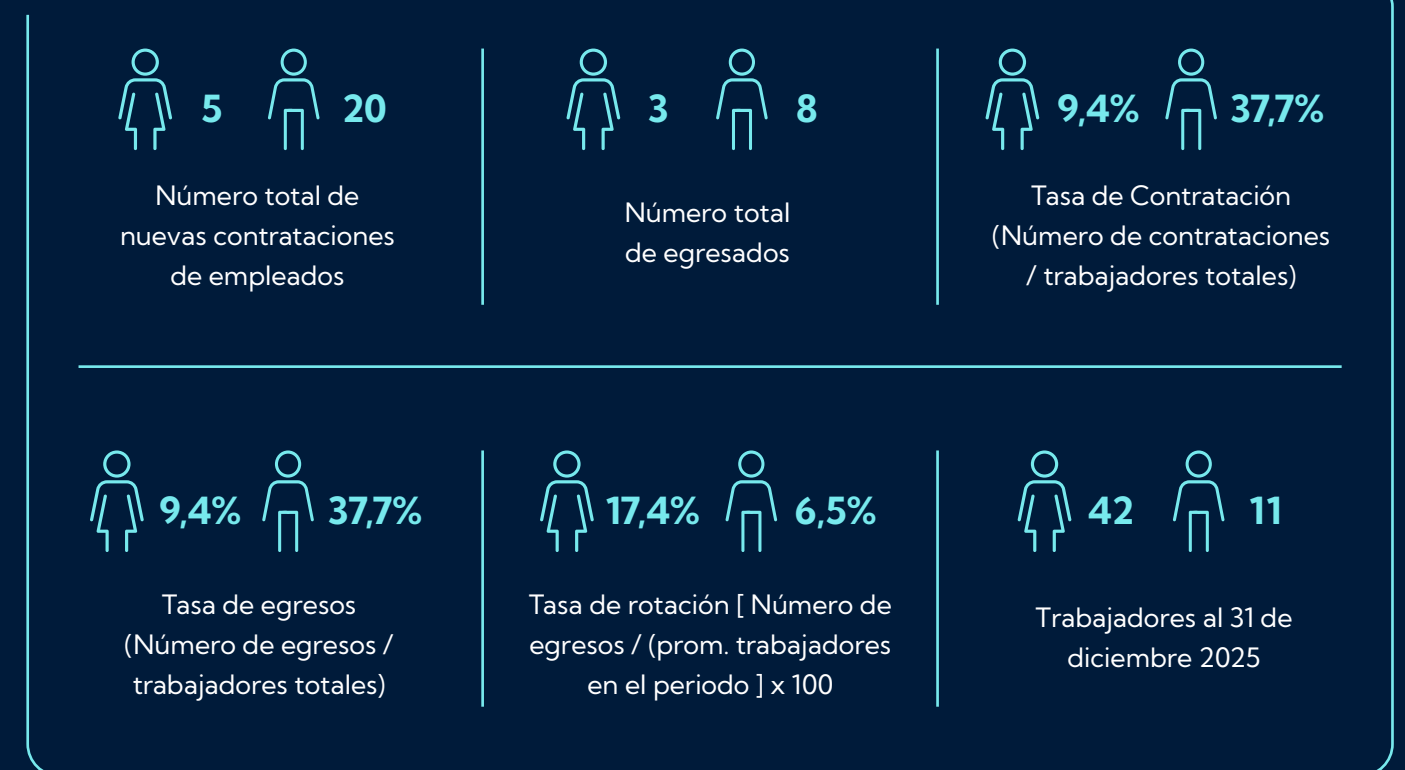 5 20
Número total de
nuevas contrataciones
de empleados
3 8
Número total
de egresados
9,4% 37,7%
Tasa de Contratación
(Número de contrataciones
/ trabajadores totales)
9,4% 37,7%
Tasa de egresos
(Número de egresos /
trabajadores totales)
17,4% 6,5%
Tasa de rotación [ Número de
egresos / (prom. trabajadores
en el periodo ] x 100
42 11
Trabajadores al 31 de
diciembre 2025